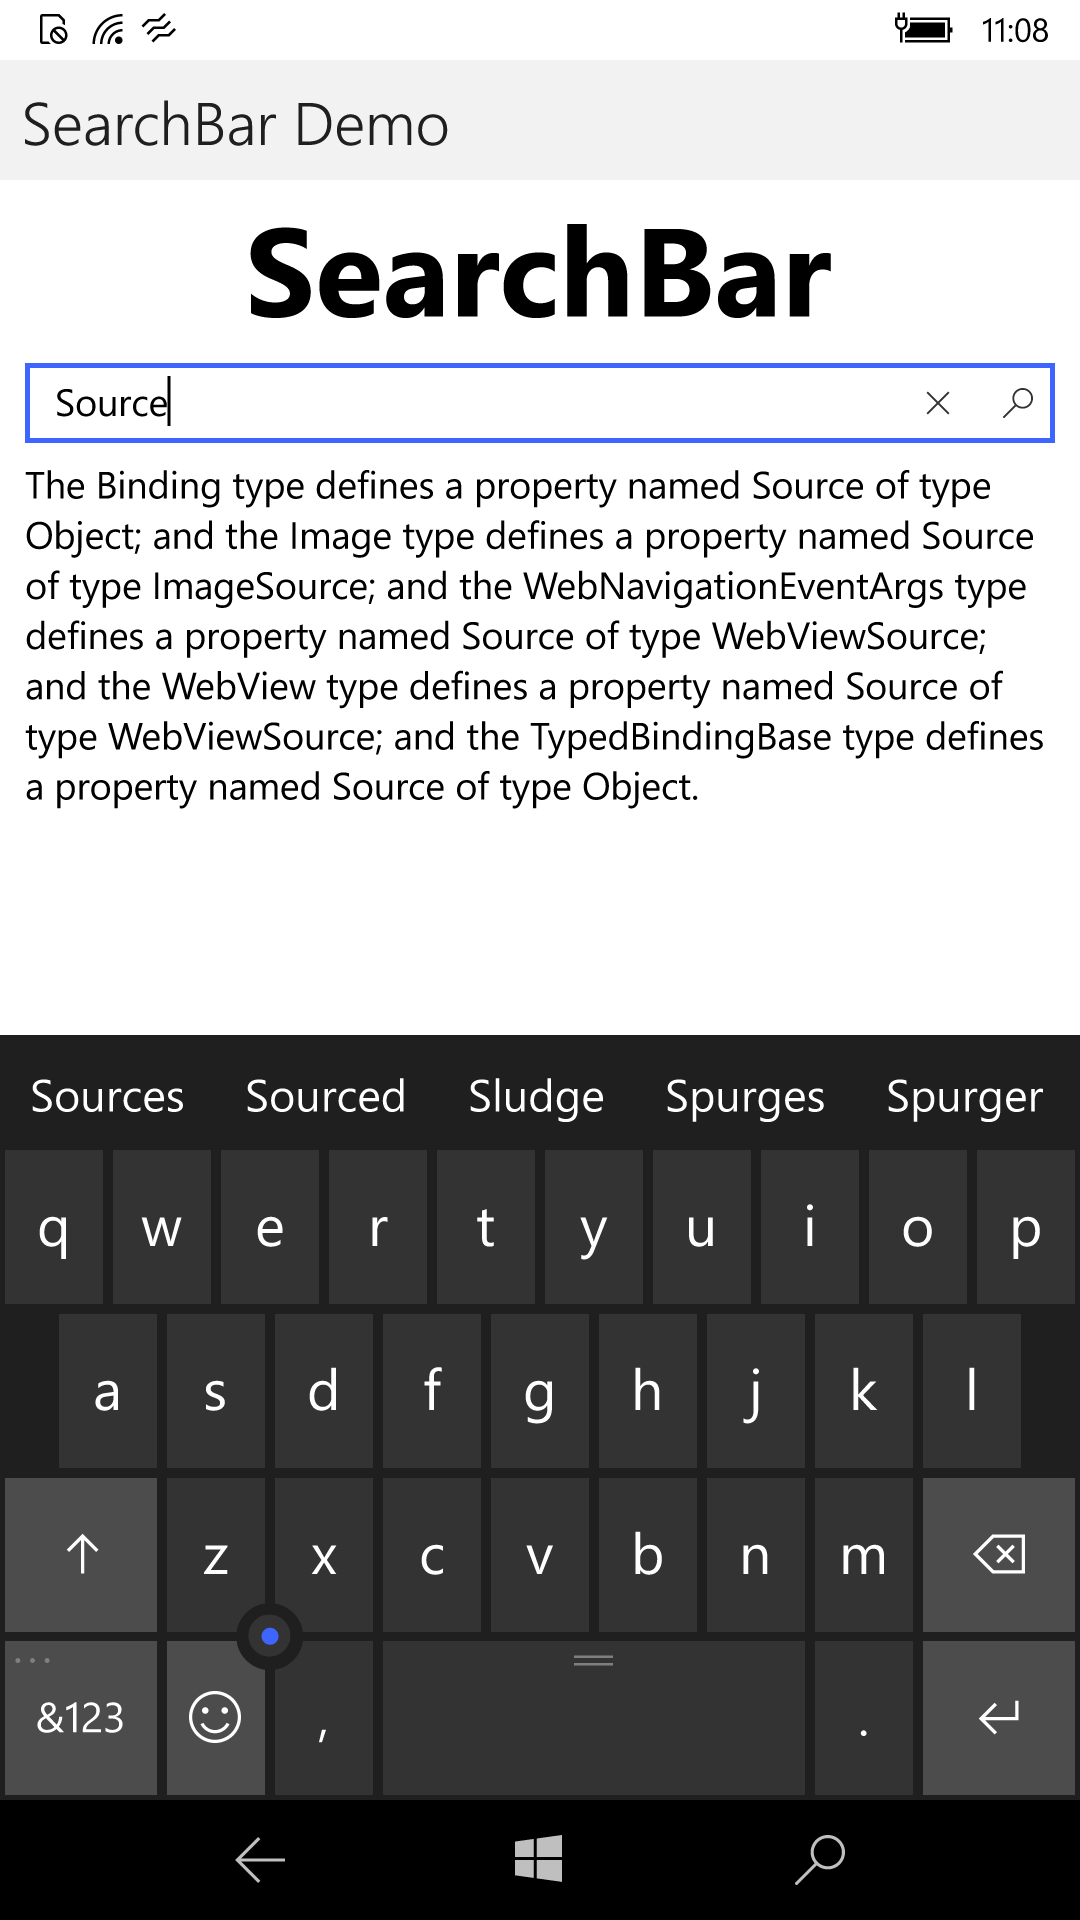 11:08
SearchBar Demo
SearchBar
Source
The Binding type defines a property named Source of type
Object; and the Image type defines a property named Source
of type ImageSource; and the WebNavigationEventArgs type
defines a property named Source of type WebViewSource;
and the WebView type defines a property named Source of
type WebViewSource; and the TypedBindingBase type defines
a property named Source of type Object.
Sources Sourced Sludge Spurges Spurger
q w e r t y u i o p
a s d f g h j k l
z x c v b n m
&123 , .